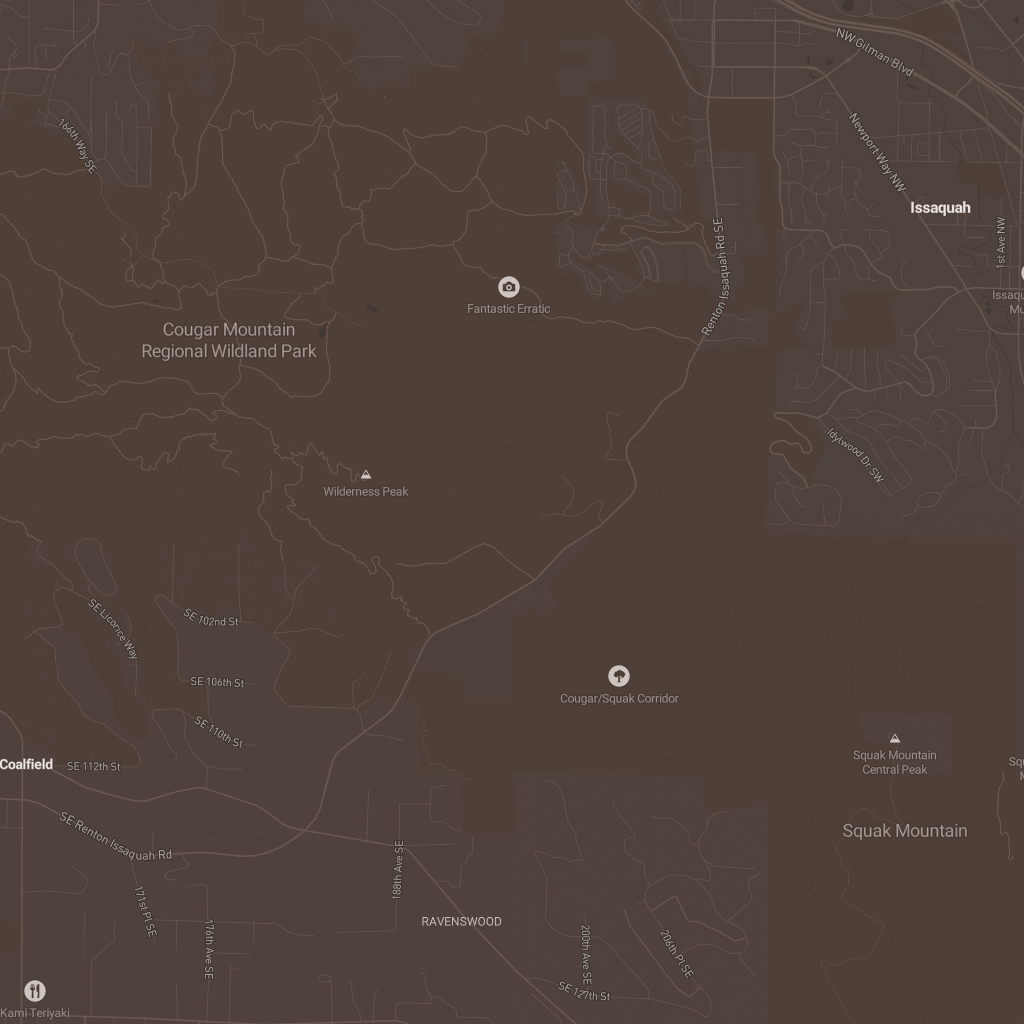 NW Gilman Blvd
166th Way SE
Newport Way NW
Issaquah
1st Ave NW
Renton Issaquah Rd SE
Fantastic Erratic
Issaqu
Mu
Cougar Mountain
Regional Wildland Park
Idylwood Dr SW
Wilderness Peak
SE Licorice Way
SE 102nd St
SE 106th St
Cougar/Squak Corridor
SE 110th St
Squak Mountain
Central Peak
Coalfield
SE 112th St
Squ
M
SE Renton Issaquah Rd
Squak Mountain
188th Ave SE
171st Pl SE
RAVENSWOOD
176th Ave SE
200th Ave SE
206th Pl SE
SE 127th St
Kami Teriyaki